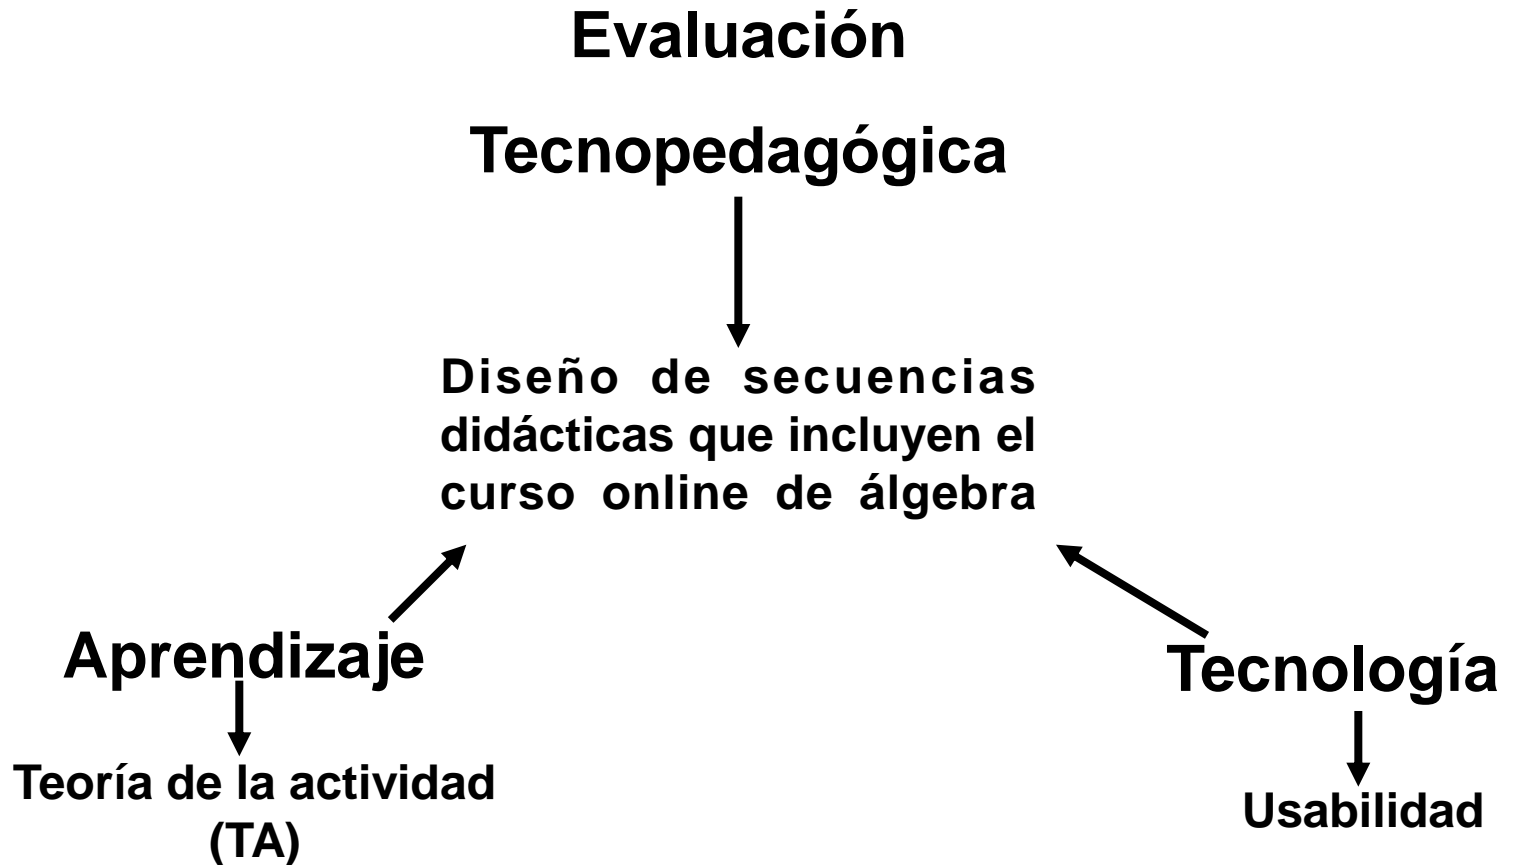 Evaluación
Tecnopedagógica
Diseño de secuencias
didácticas que incluyen el
curso online de álgebra
Aprendizaje
Tecnología
Teoría de la actividad
(TA)
Usabilidad